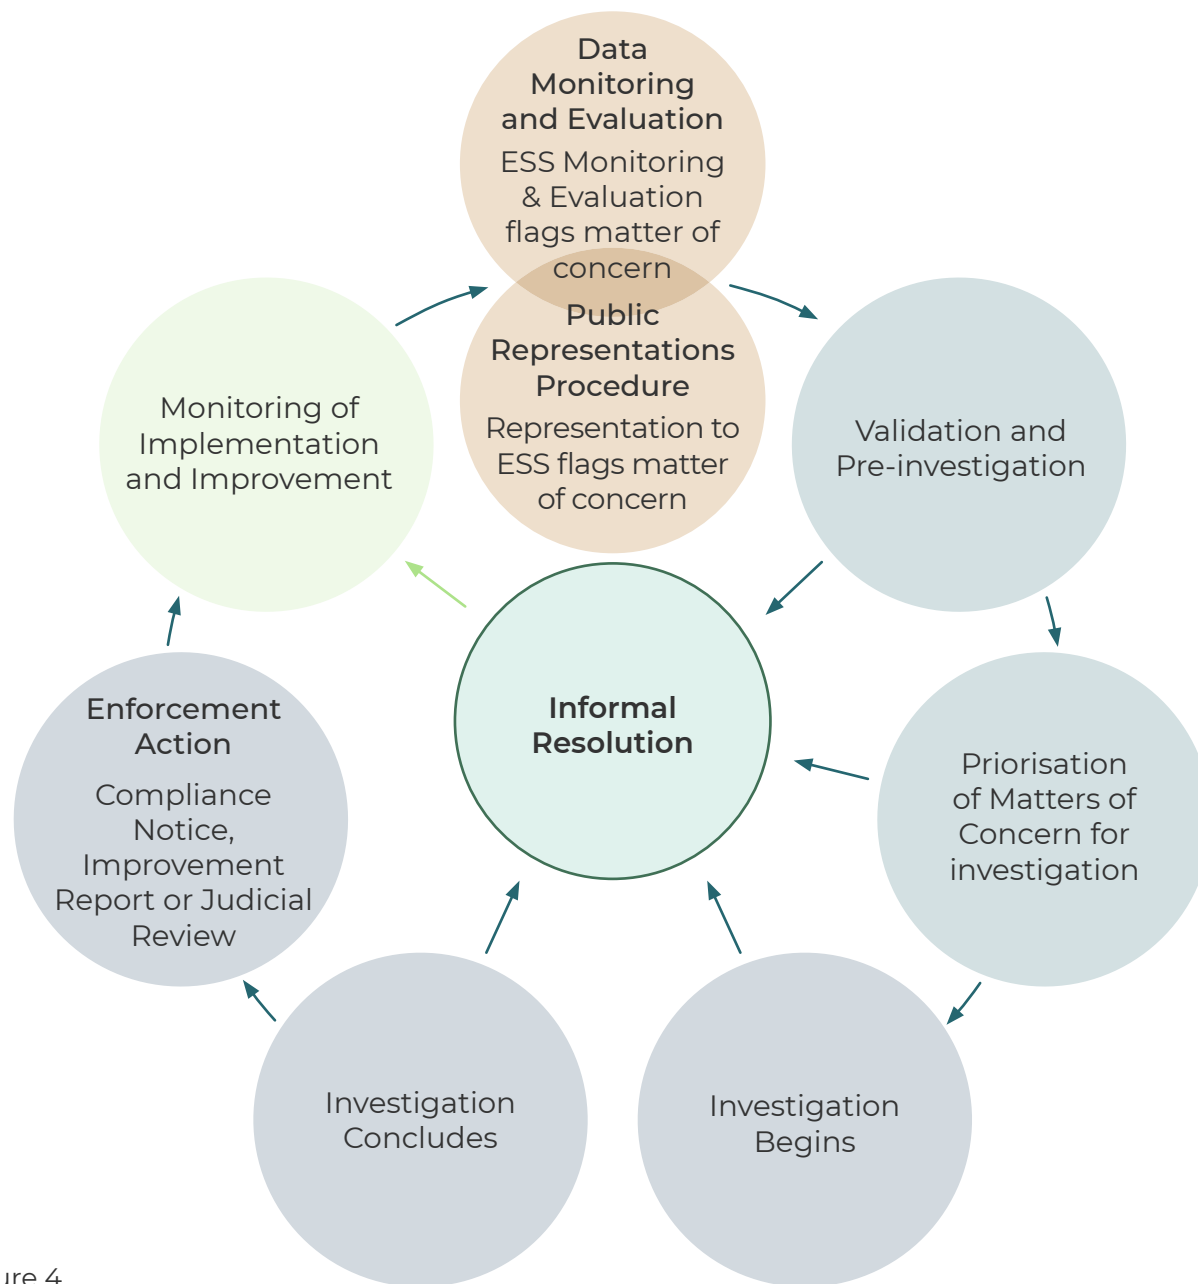 Data
Monitoring
and Evaluation
ESS Monitoring
& Evaluation
flags matter of
concern
Public
Representations
Procedure
Representation to
ESS flags matter
of concern
Validation and
Pre-investigation
Priorisation
of Matters of
Concern for
investigation
Investigation
Begins
Investigation
Concludes
Enforcement
Action
Compliance
Notice,
Improvement
Report or Judicial
Review
Monitoring of
Implementation
and Improvement
Informal
Resolution
ure 4